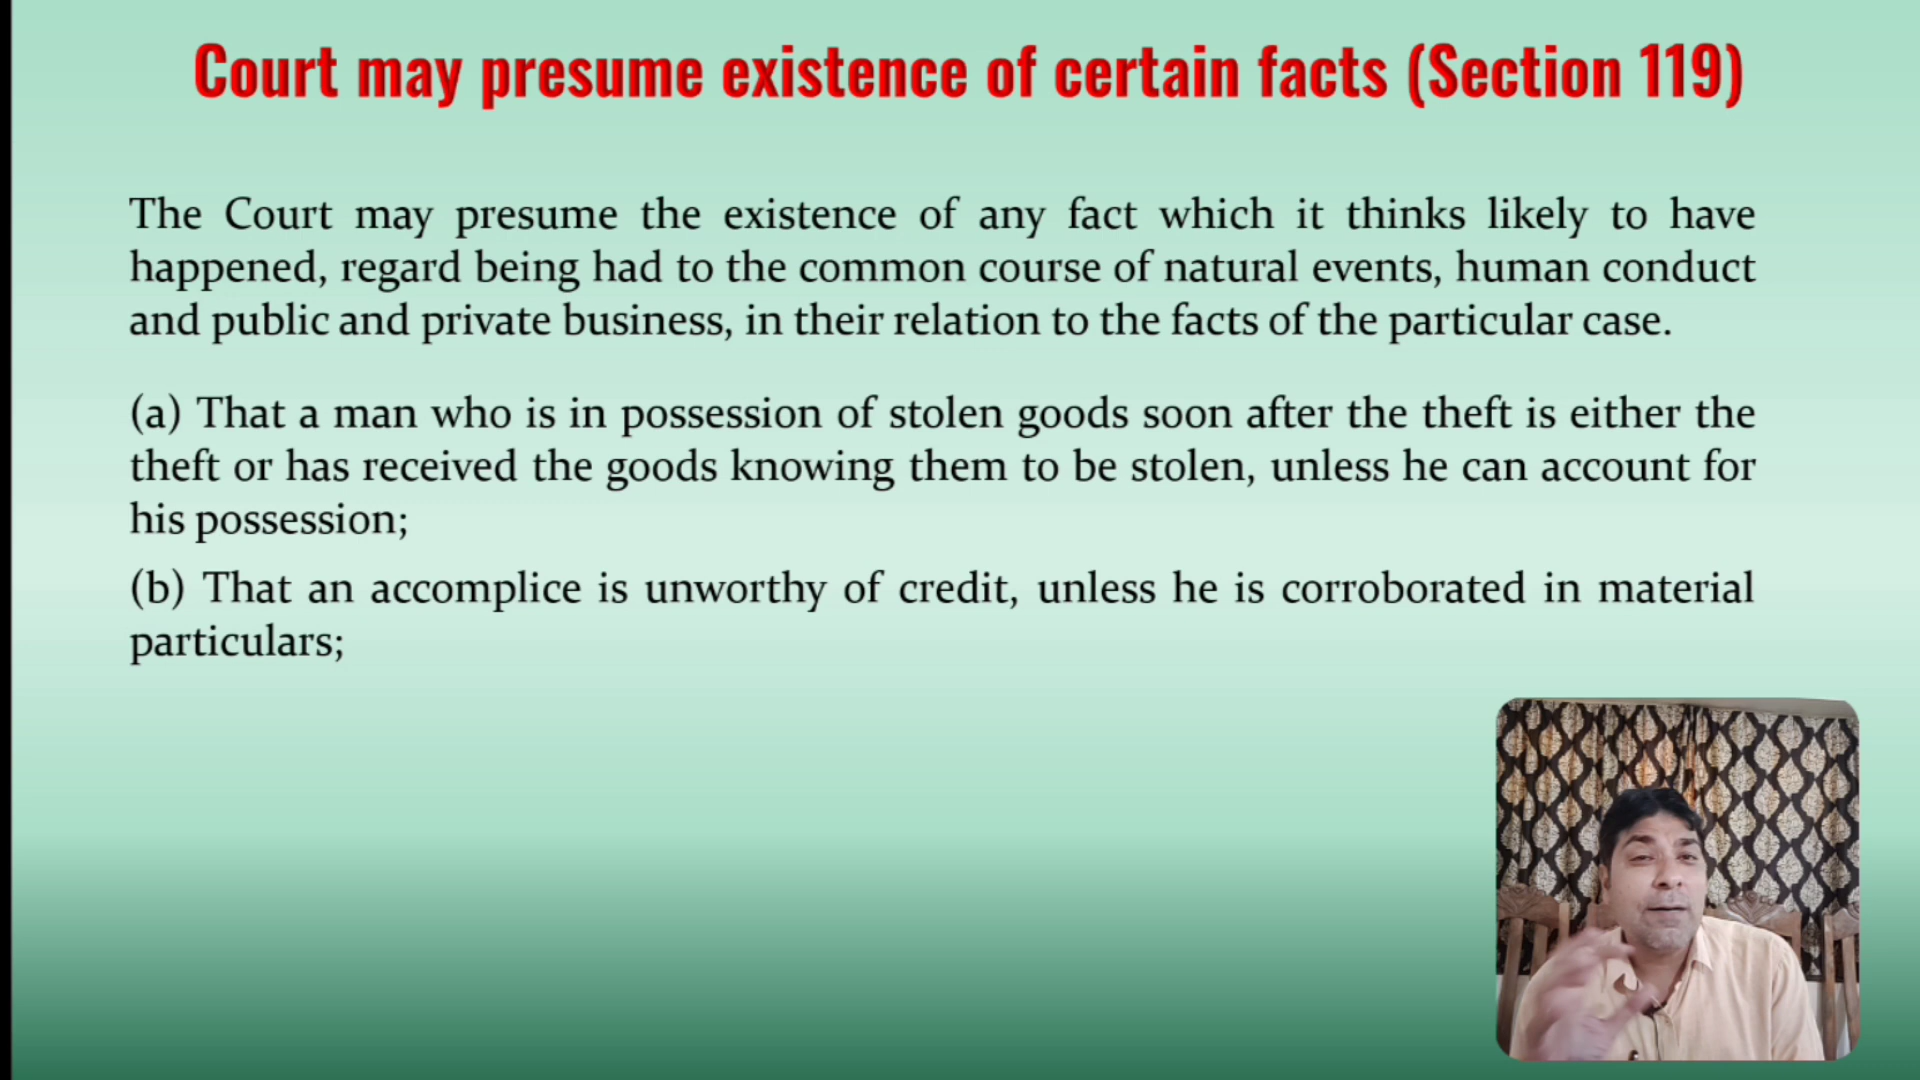 Court may presume existence of certain facts (Section 119)
The Court may presume the existence of any fact which it thinks likely to have
happened, regard being had to the common course of natural events, human conduct
and public and private business, in their relation to the facts of the particular case.
(a) That a man who is in possession of stolen goods soon after the theft is either the
theft or has received the goods knowing them to be stolen, unless he can account for
his possession;
(b) That an accomplice is unworthy of credit, unless he is corroborated in material
particulars;